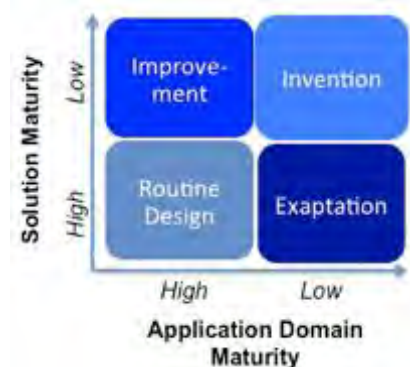 Solution Maturity
Low
High
Improve-
ment
Invention
Routine
Design
Exaptation
High
Low
Application Domain
Maturity